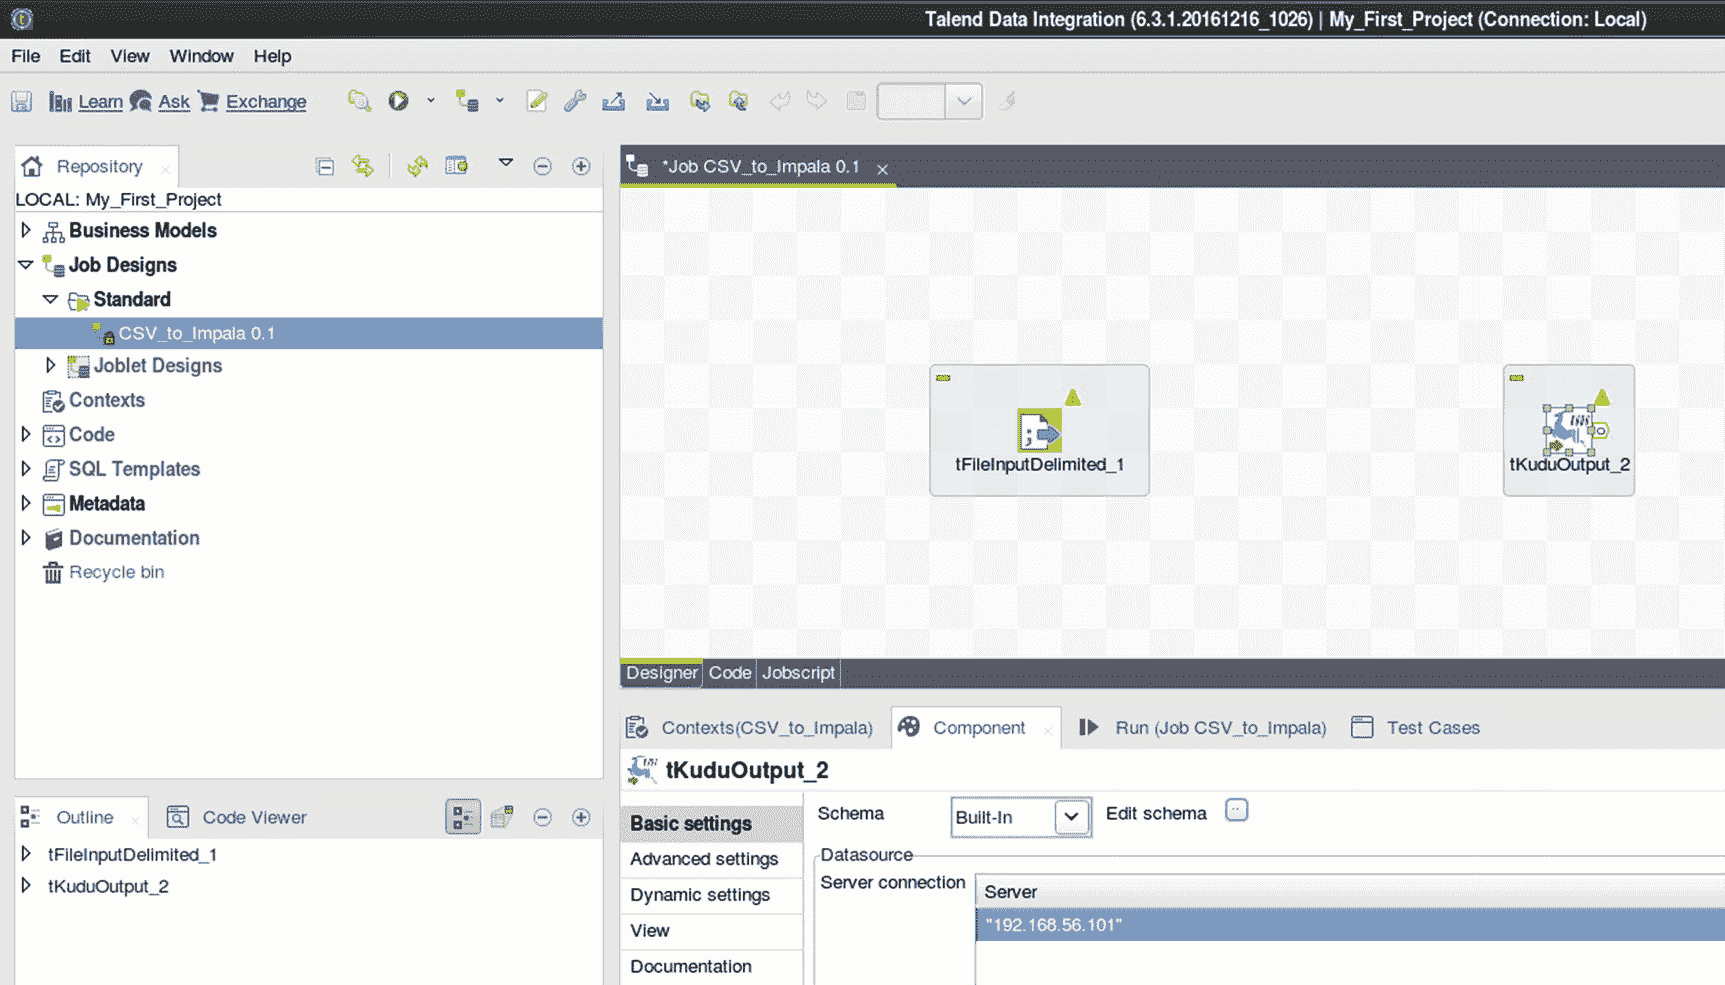 Talend Data Integration (6.3.1.20161216_1026) | My_First_Project (Connection: Local)
File Edit View Window Help
Learn Ask Exchange
Repository
LOCAL: My_First_Project
Business Models
Job Designs
Standard
CSV_to_Impala 0.1
Joblet Designs
Contexts
Code
SQL Templates
Metadata
Documentation
Recycle bin
Outline Code Viewer
tFileInputDelimited_1
tKuduOutput_2
*Job CSV_to_Impala 0.1
tFileInputDelimited_1
tKuduOutput_2
Designer Code Jobscript
Contexts(CSV_to_Impala) Component Run (Job CSV_to_Impala) Test Cases
tKuduOutput_2
Basic settings
Advanced settings
Dynamic settings
View
Documentation
Schema Built-In Edit schema
Datasource
Server connection Server
"192.168.56.101"